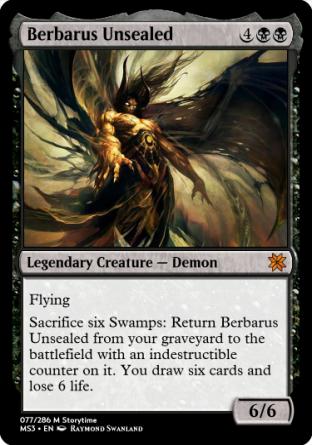 Berbarus Unsealed 4
Legendary Creature — Demon
Flying
Sacrifice six Swamps: Return Berbarus
Unsealed from your graveyard to the
battlefield with an indestructible
counter on it. You draw six cards and
lose 6 life.
6/6
077/286 M Storytime
MS3 • EN RAYMOND SWANLAND